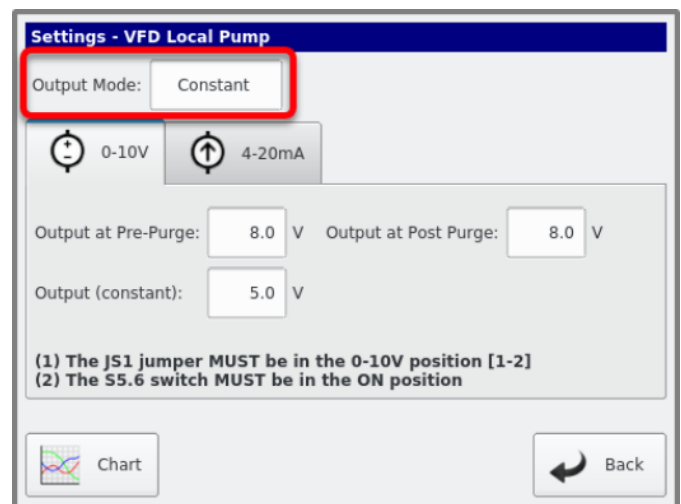 Settings - VFD Local Pump
Output Mode: Constant
0-10V 4-20mA
Output at Pre-Purge: 8.0 V Output at Post Purge: 8.0 V
Output (constant): 5.0 V
(1) The JS1 jumper MUST be in the 0-10V position [1-2]
(2) The S5.6 switch MUST be in the ON position
Chart Back